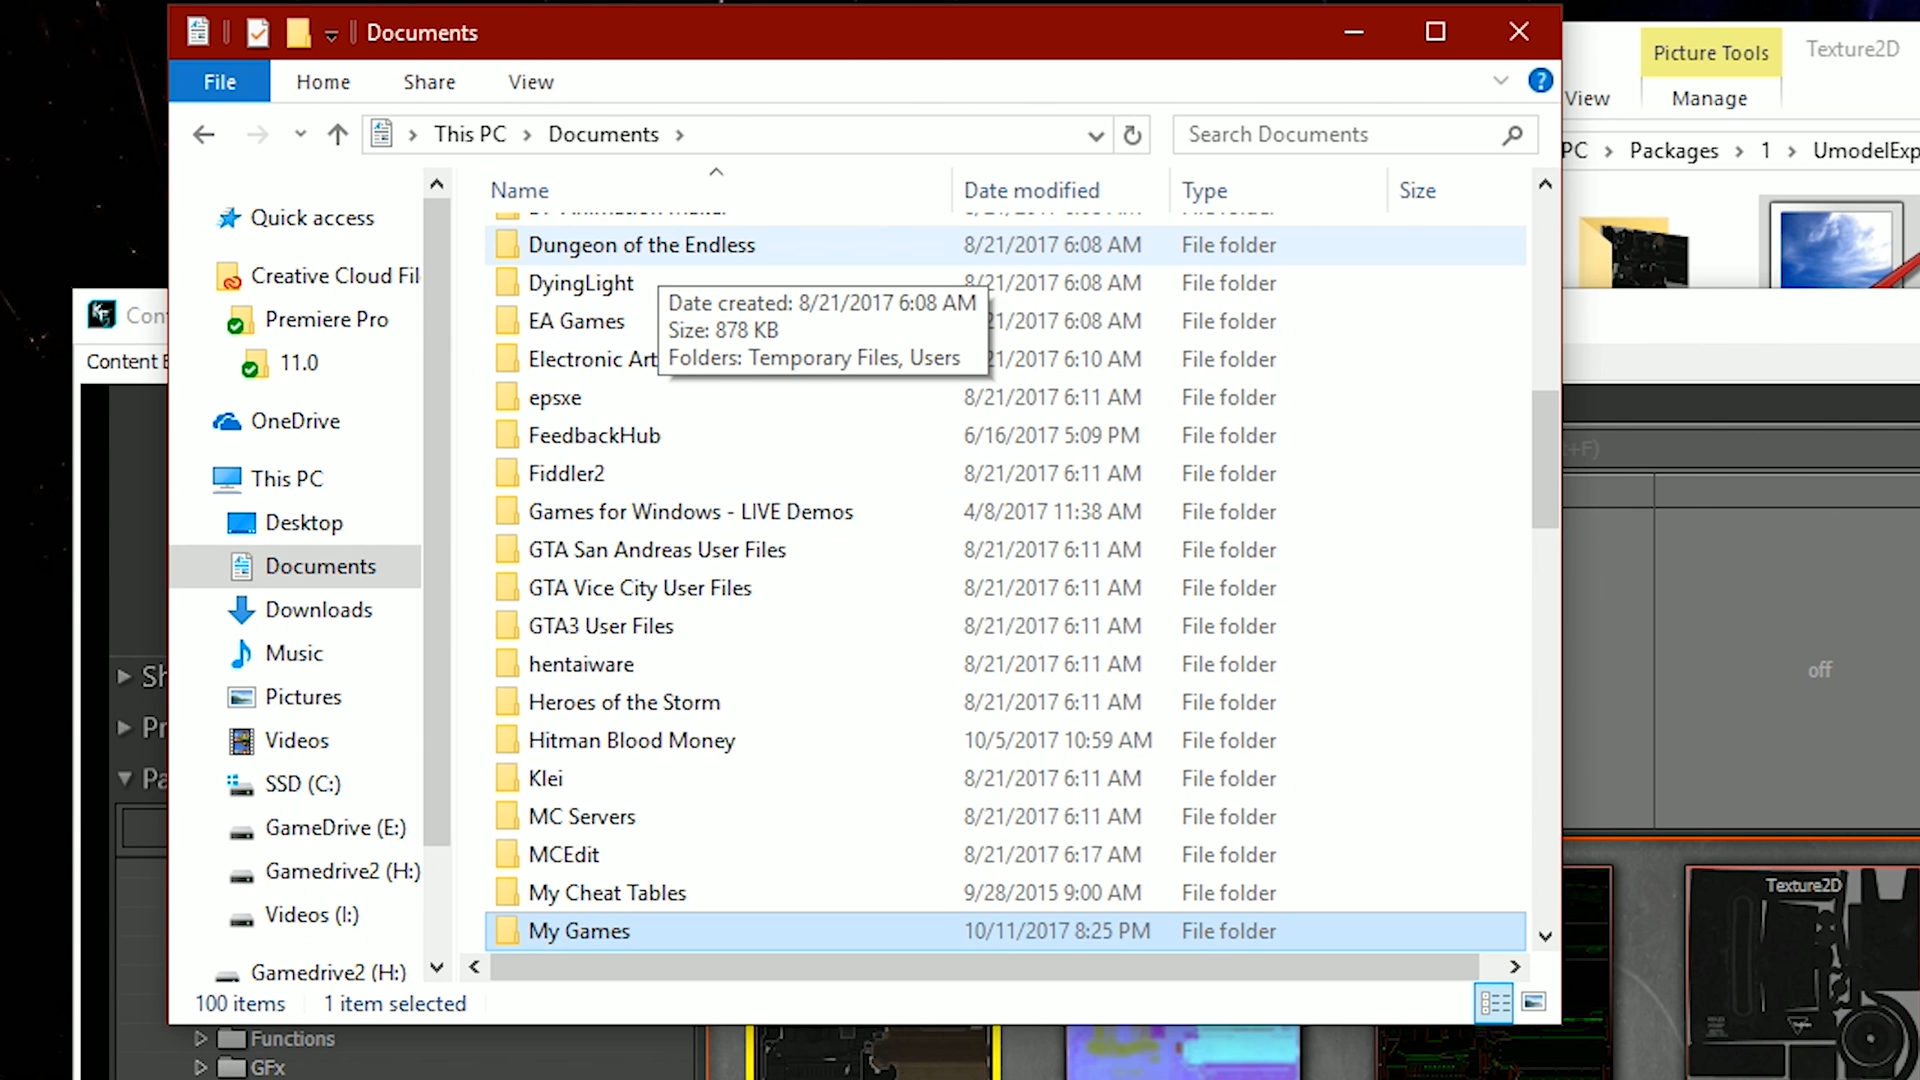 Documents
File Home Share View
This PC Documents
Search Documents
Name Date modified Type Size
Quick access
Creative Cloud Fil
Premiere Pro
11.0
OneDrive
This PC
Desktop
Documents
Downloads
Music
Pictures
Videos
SSD (C:)
GameDrive (E:)
Gamedrive2 (H:)
Videos (I:)
Gamedrive2 (H:)
Dungeon of the Endless 8/21/2017 6:08 AM File folder
DyingLight 8/21/2017 6:08 AM File folder
EA Games 21/2017 6:08 AM File folder
Electronic Art 21/2017 6:10 AM File folder
epsxe 8/21/2017 6:11 AM File folder
FeedbackHub 6/16/2017 5:09 PM File folder
Fiddler2 8/21/2017 6:11 AM File folder
Games for Windows - LIVE Demos 4/8/2017 11:38 AM File folder
GTA San Andreas User Files 8/21/2017 6:11 AM File folder
GTA Vice City User Files 8/21/2017 6:11 AM File folder
GTA3 User Files 8/21/2017 6:11 AM File folder
hentaiware 8/21/2017 6:11 AM File folder
Heroes of the Storm 8/21/2017 6:11 AM File folder
Hitman Blood Money 10/5/2017 10:59 AM File folder
Klei 8/21/2017 6:11 AM File folder
MC Servers 8/21/2017 6:11 AM File folder
MCEdit 8/21/2017 6:17 AM File folder
My Cheat Tables 9/28/2015 9:00 AM File folder
My Games 10/11/2017 8:25 PM File folder
Date created: 8/21/2017 6:08 AM
Size: 878 KB
Folders: Temporary Files, Users
100 items 1 item selected
Picture Tools Texture2D
View Manage
PC Packages 1 UmodelExp
Con
Content B
Sh
Pr
Pa
+F)
off
Texture2D
Functions
GFx